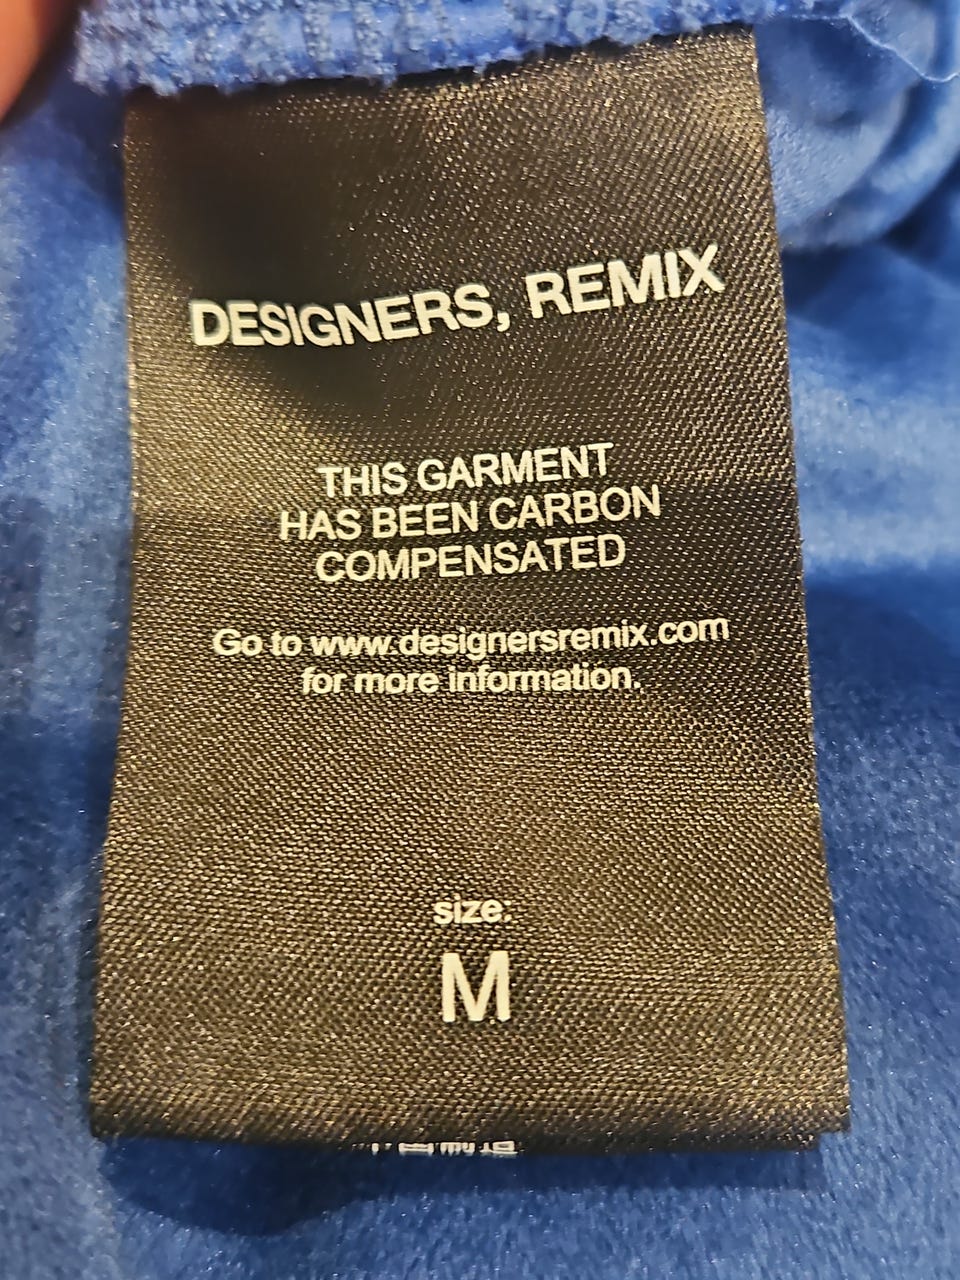 DESIGNERS, REMIX
THIS GARMENT
HAS BEEN CARBON
COMPENSATED
Go to www.designersremix.com
for more information.
size:
M